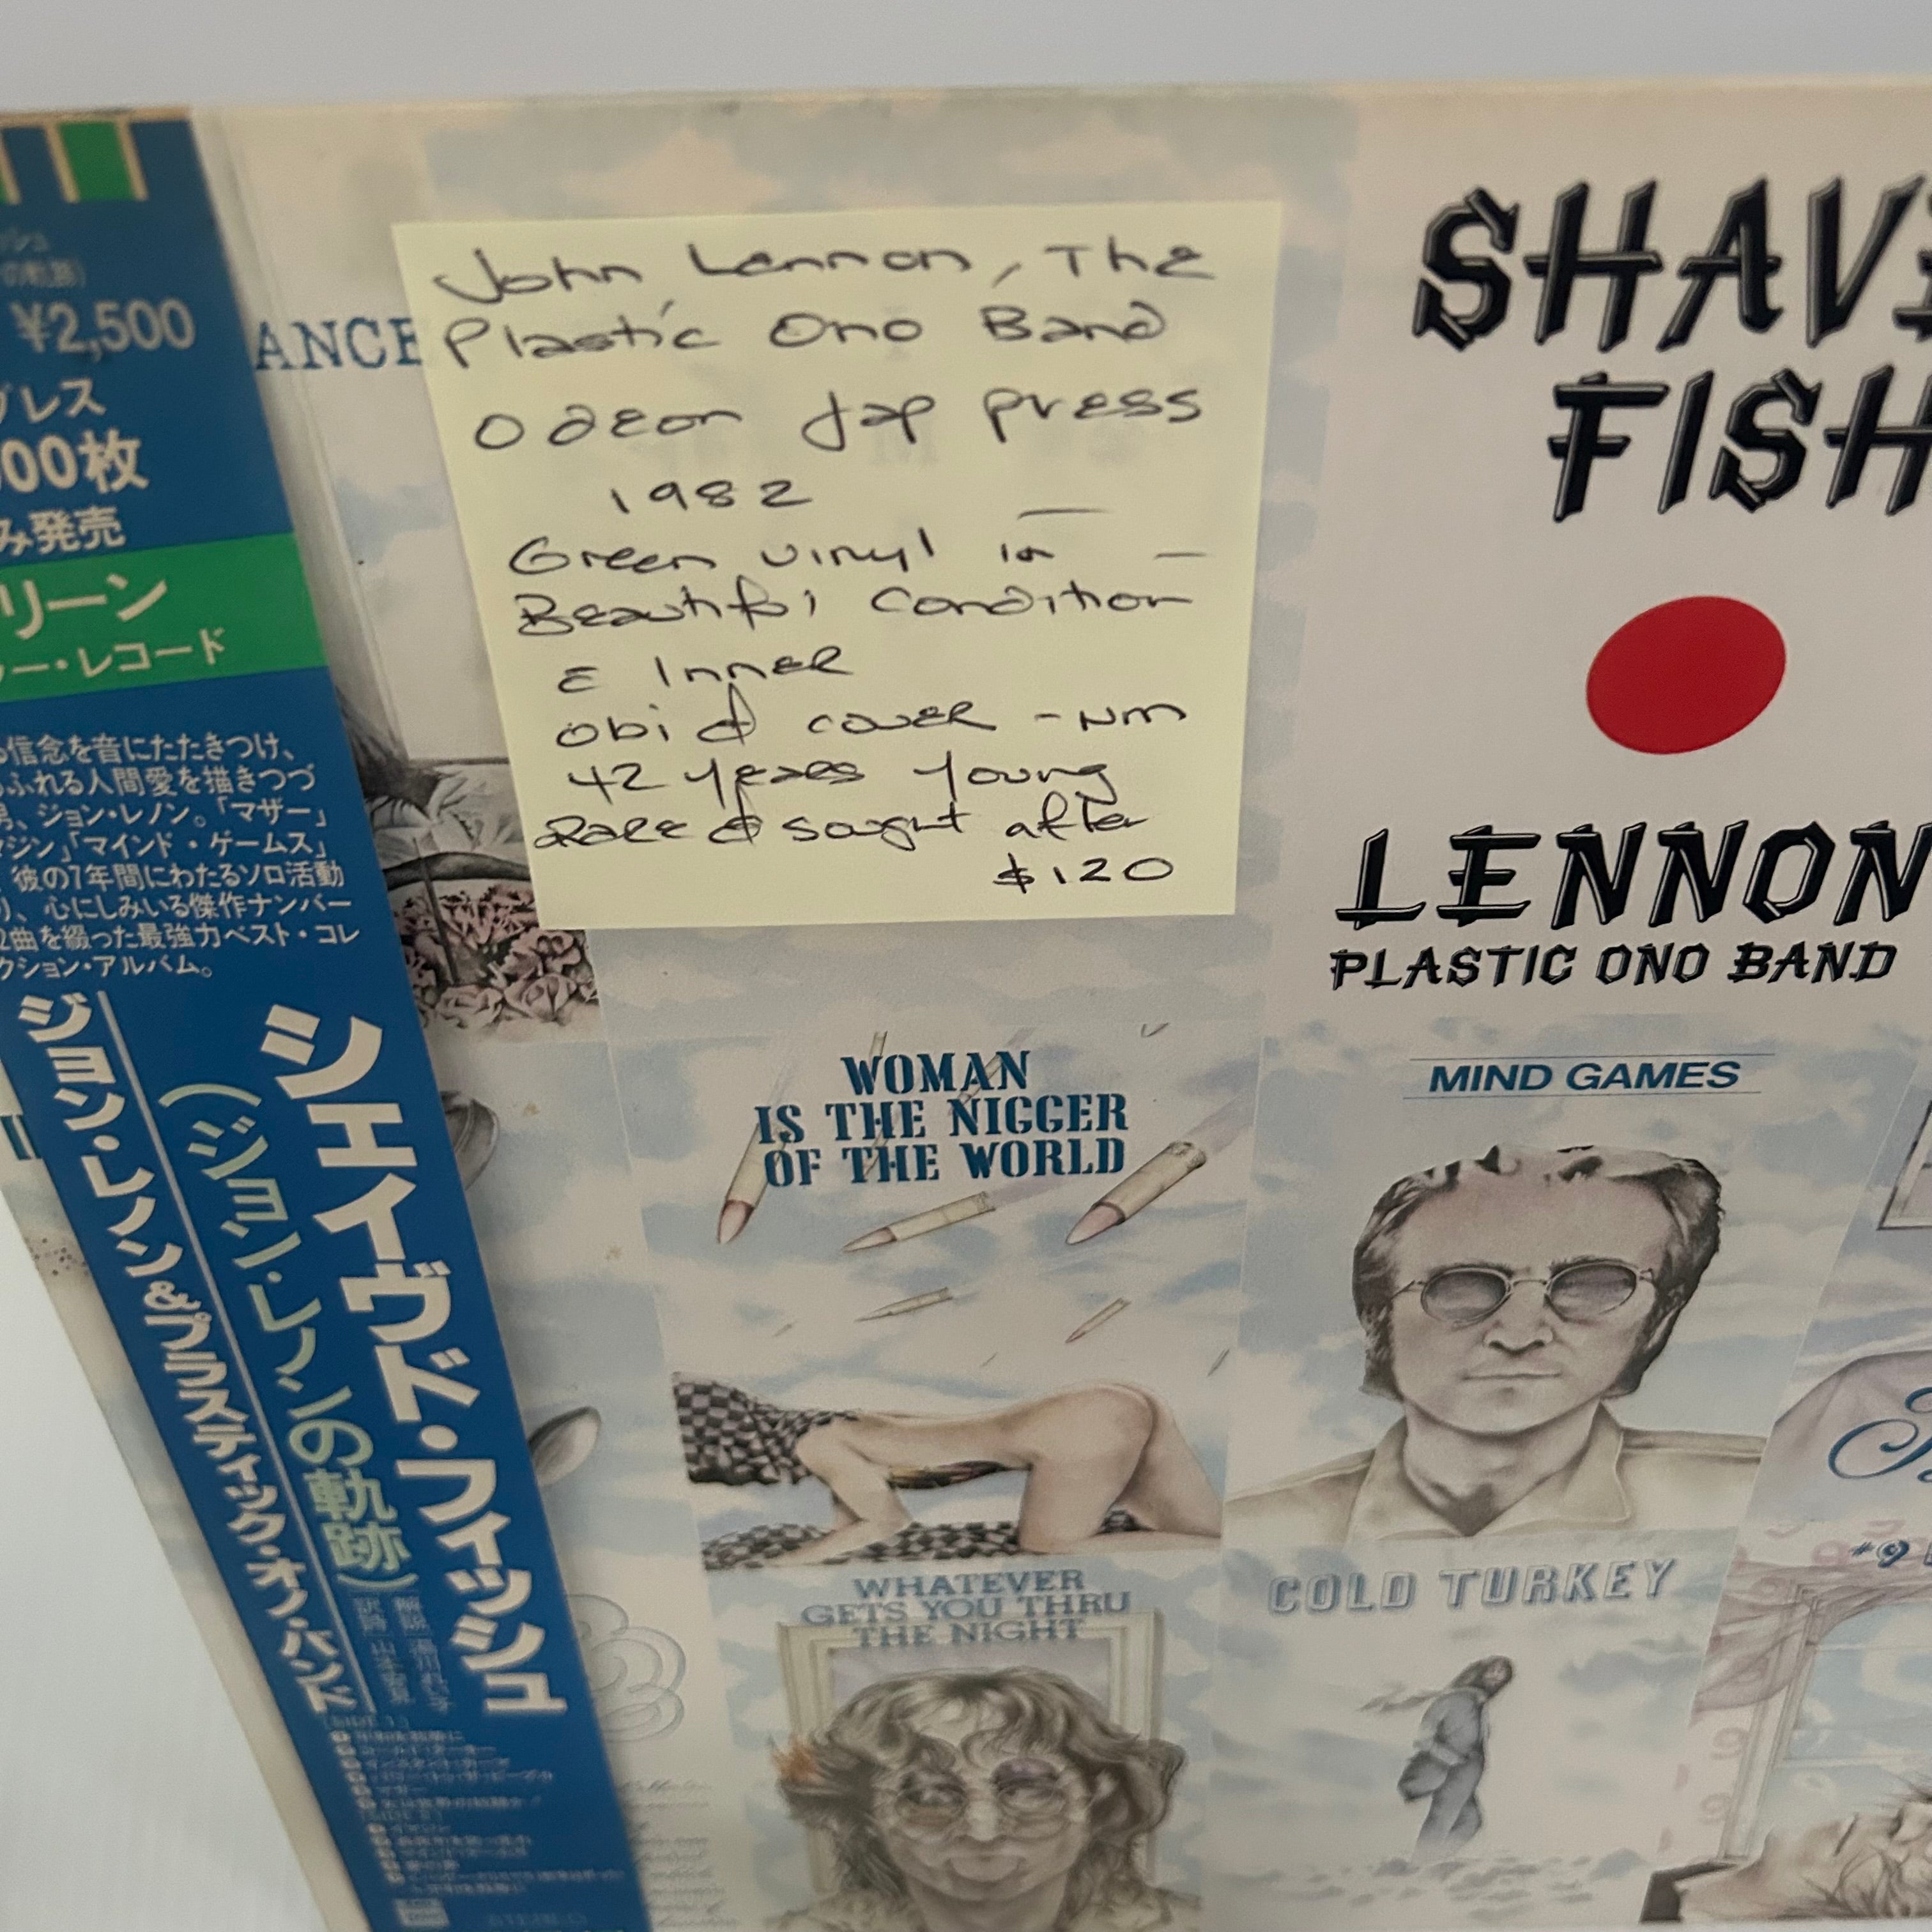 ッシュ
の軌跡)
¥2,500
プレス
00枚
み発売
リーン
ー・レコード
る信念を音にたたきつけ、
ふれる人間愛を描きつづ
男、ジョン・レノン。「マザー」
マジン」「マインド・ゲームス」
彼の7年間にわたるソロ活動
り、心にしみいる傑作ナンバー
2曲を綴った最強力ベスト・コレ
クション・アルバム。
シェイヴド・フィッシュ
(ジョン・レノンの軌跡)
ジョン・レノン&プラスティック・オノ・バンド
ANCE
John Lennon, The
Plastic Ono Band
Odeon Jap press
1982
Green vinyl in
Beautiful Condition
& Inner
obi & cover - NM
42 years young
Rare & sought after
$120
SHAVE
FISH
LENNON
PLASTIC ONO BAND
WOMAN
IS THE NIGGER
OF THE WORLD
MIND GAMES
WHATEVER
GETS YOU THRU
THE NIGHT
COLD TURKEY
#9